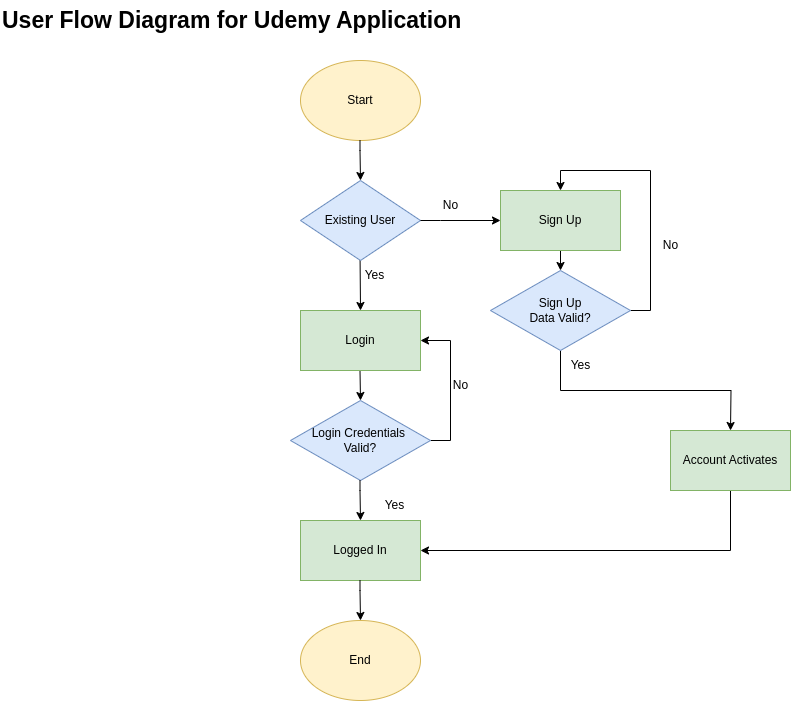 User Flow Diagram for Udemy Application
Start
Existing User
No
Sign Up
No
Yes
Sign Up
Data Valid?
Login
Yes
No
Login Credentials
Valid?
Account Activates
Yes
Logged In
End